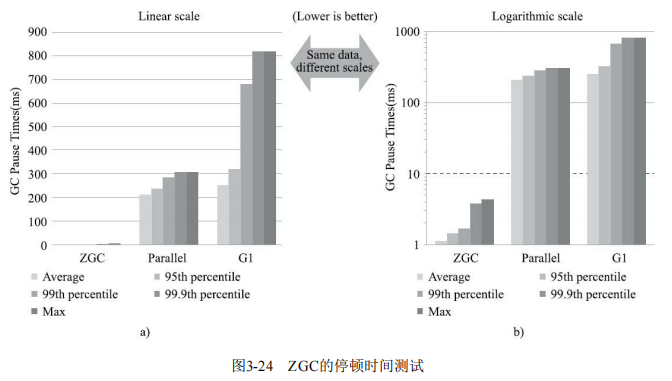 Linear scale
(Lower is better)
Logarithmic scale
Same data,
different scales
GC Pause Times(ms)
900
800
700
600
500
400
300
200
100
0
ZGC
Parallel
G1
Average
95th percentile
99th percentile
99.9th percentile
Max
a)
GC Pause Times(ms)
1000
100
10
1
ZGC
Parallel
G1
Average
95th percentile
99th percentile
99.9th percentile
Max
b)
图3-24 ZGC的停顿时间测试